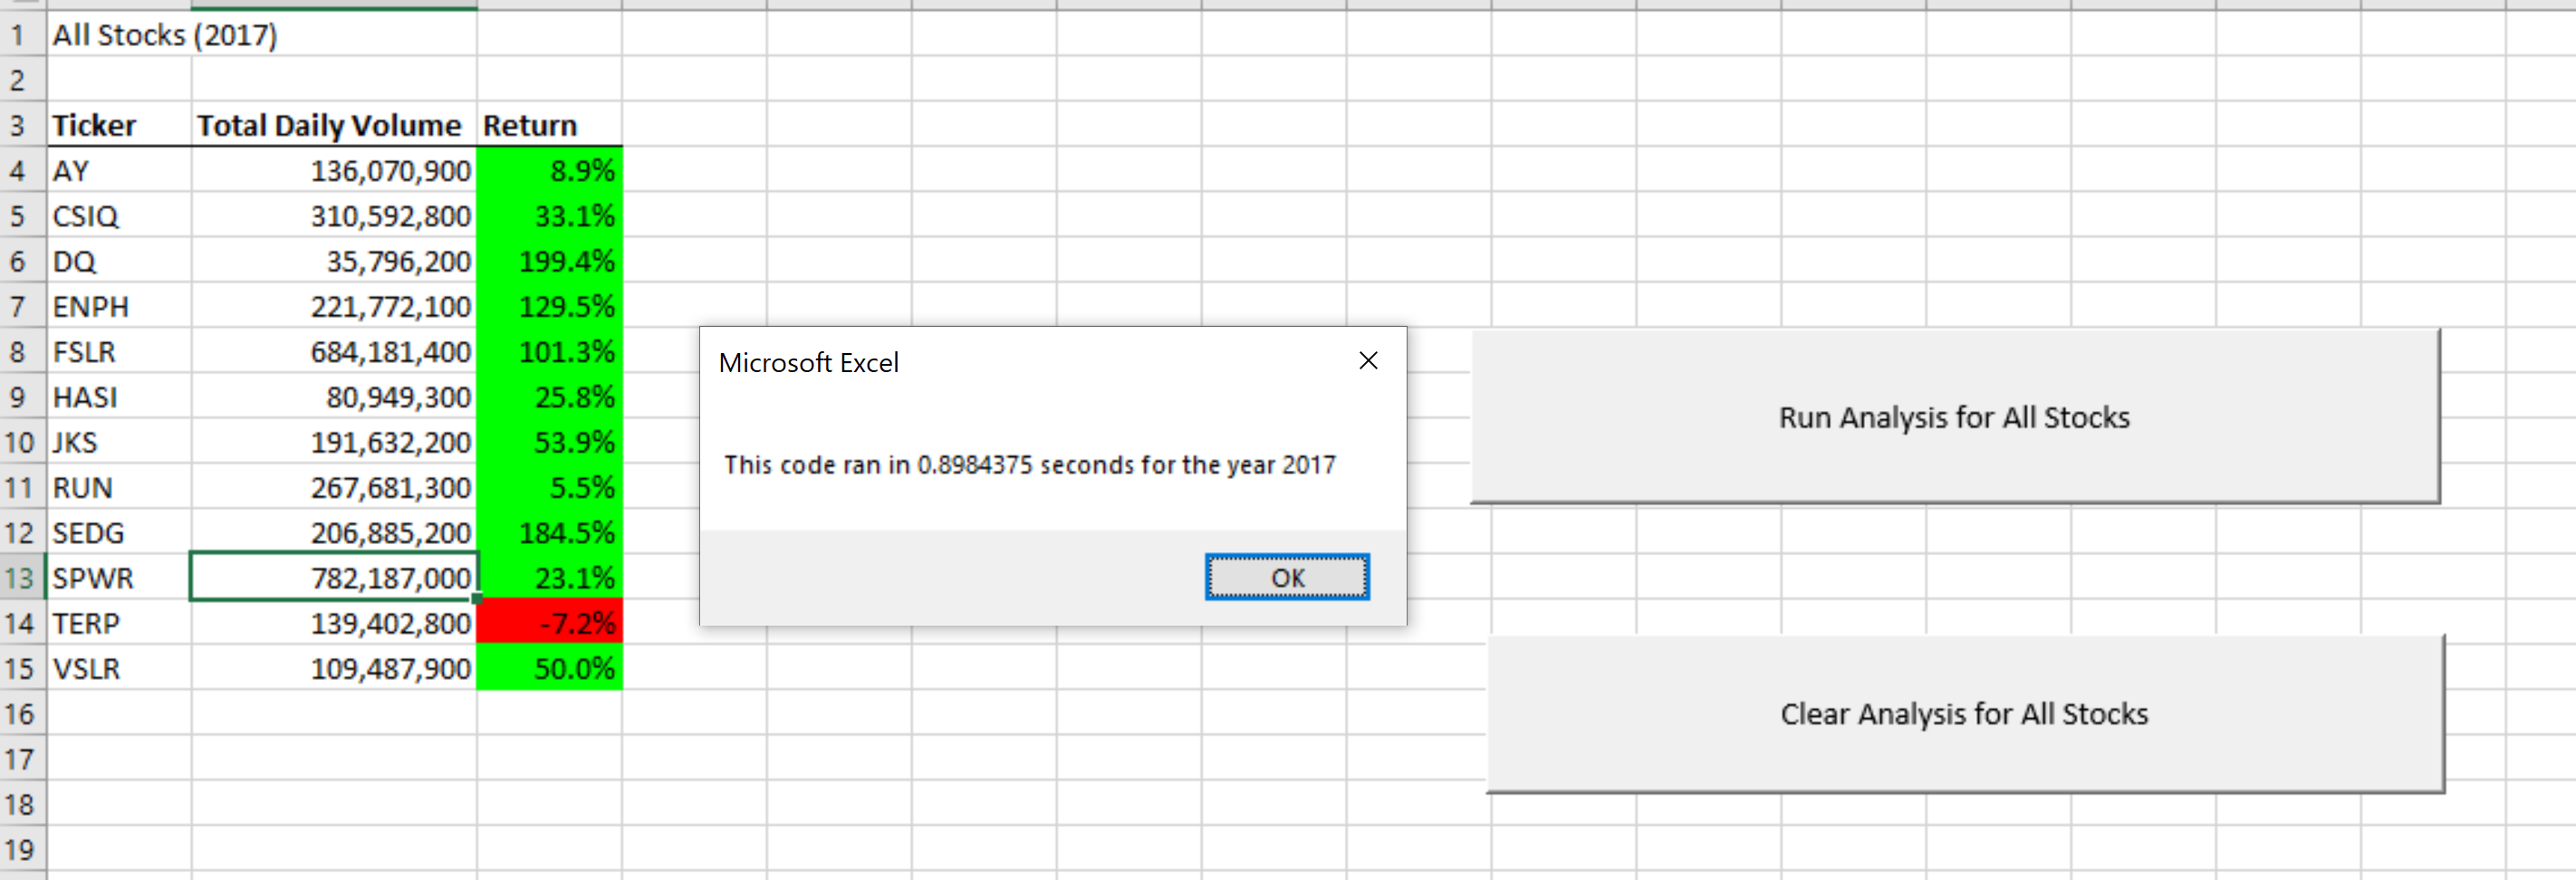 1 All Stocks (2017)
2
3 Ticker Total Daily Volume Return
4 AY 136,070,900 8.9%
5 CSIQ 310,592,800 33.1%
6 DQ 35,796,200 199.4%
7 ENPH 221,772,100 129.5%
8 FSLR 684,181,400 101.3%
9 HASI 80,949,300 25.8%
10 JKS 191,632,200 53.9%
11 RUN 267,681,300 5.5%
12 SEDG 206,885,200 184.5%
13 SPWR 782,187,000 23.1%
14 TERP 139,402,800 -7.2%
15 VSLR 109,487,900 50.0%
16
17
18
19
Microsoft Excel
This code ran in 0.8984375 seconds for the year 2017
OK
Run Analysis for All Stocks
Clear Analysis for All Stocks